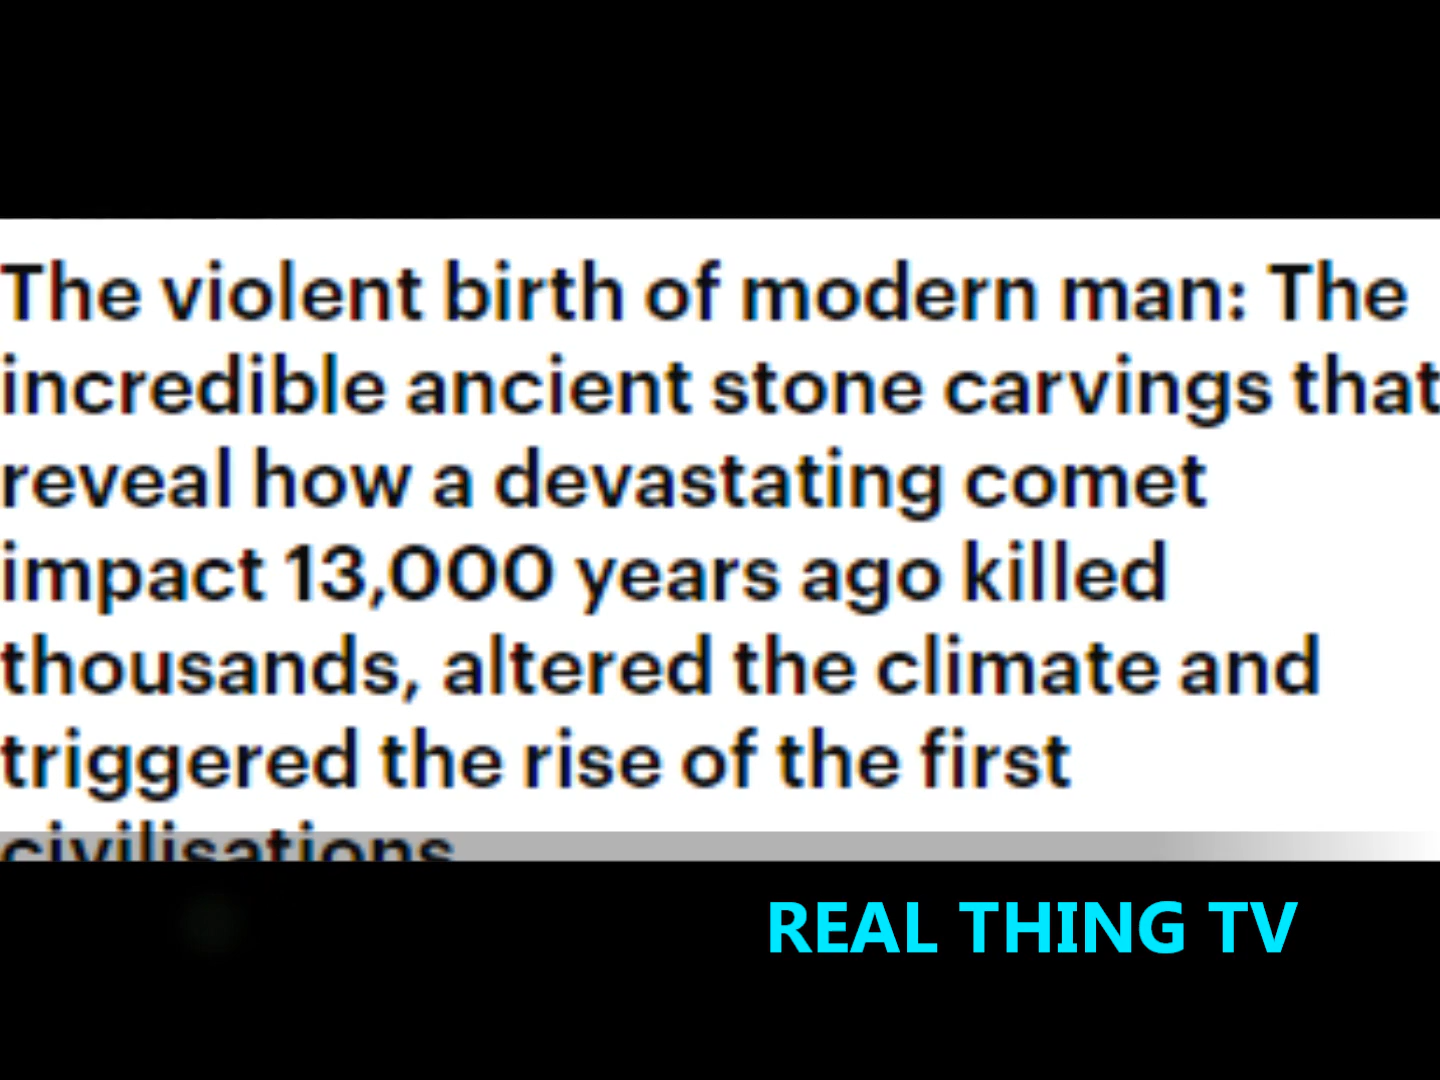 The violent birth of modern man: The
incredible ancient stone carvings that
reveal how a devastating comet
impact 13,000 years ago killed
thousands, altered the climate and
triggered the rise of the first
civilisations
REAL THING TV